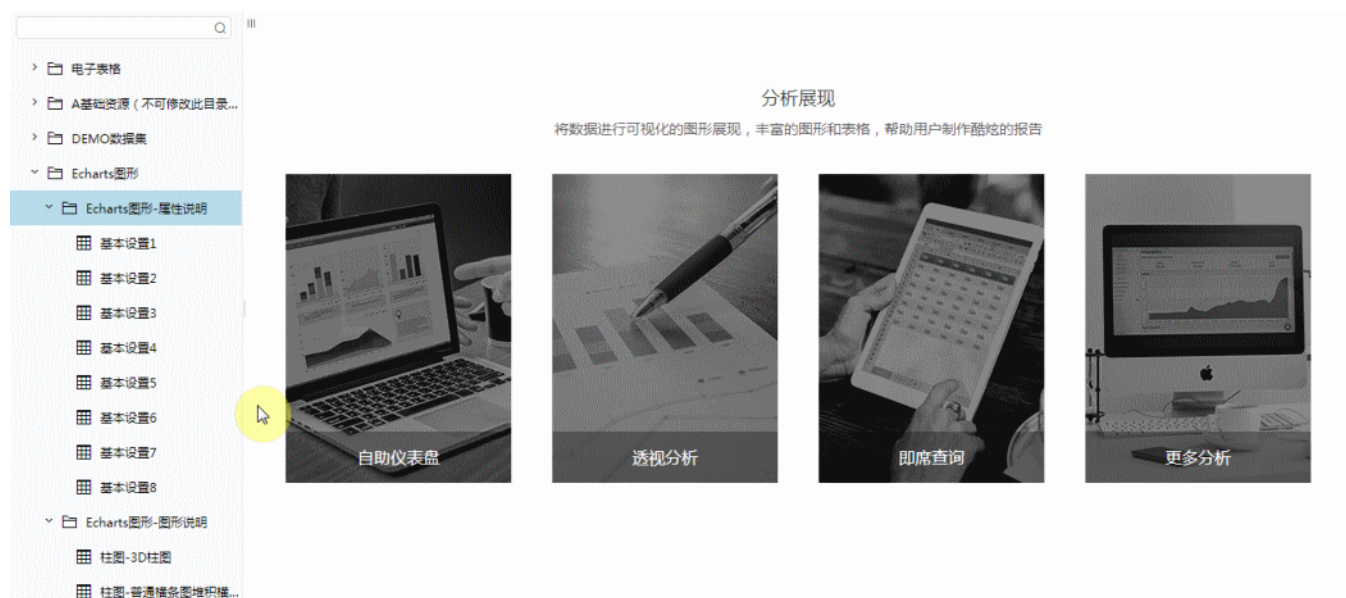 电子表格
A基础资源（不可修改此目录...
DEMO数据集
Echarts图形
Echarts图形-属性说明
基本设置1
基本设置2
基本设置3
基本设置4
基本设置5
基本设置6
基本设置7
基本设置8
Echarts图形-图形说明
柱图-3D柱图
柱图-普通横条图堆积横...
分析展现
将数据进行可视化的图形展现，丰富的图形和表格，帮助用户制作酷炫的报告
自助仪表盘
透视分析
即席查询
更多分析